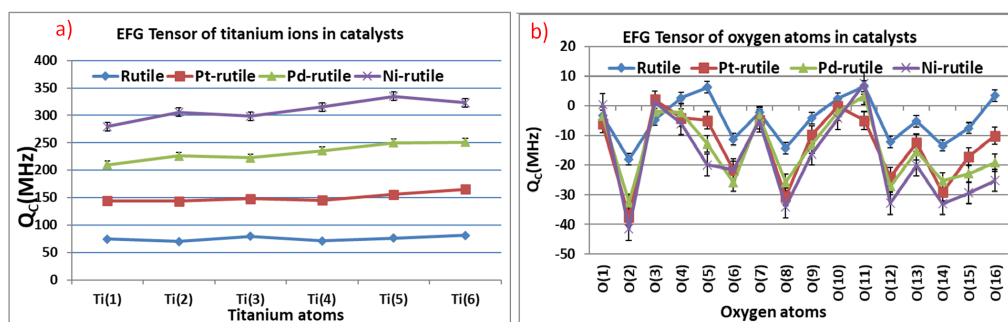 a)
EFG Tensor of titanium ions in catalysts
Rutile Pt-rutile Pd-rutile Ni-rutile
400
350
300
250
200
150
100
50
0
Q_C(MHz)
Ti(1) Ti(2) Ti(3) Ti(4) Ti(5) Ti(6)
Titanium atoms
b)
EFG Tensor of oxygen atoms in catalysts
Rutile Pt-rutile Pd-rutile Ni-rutile
20
10
0
-10
-20
-30
-40
-50
Q_C(MHz)
O(1) O(2) O(3) O(4) O(5) O(6) O(7) O(8) O(9) O(10) O(11) O(12) O(13) O(14) O(15) O(16)
Oxygen atoms